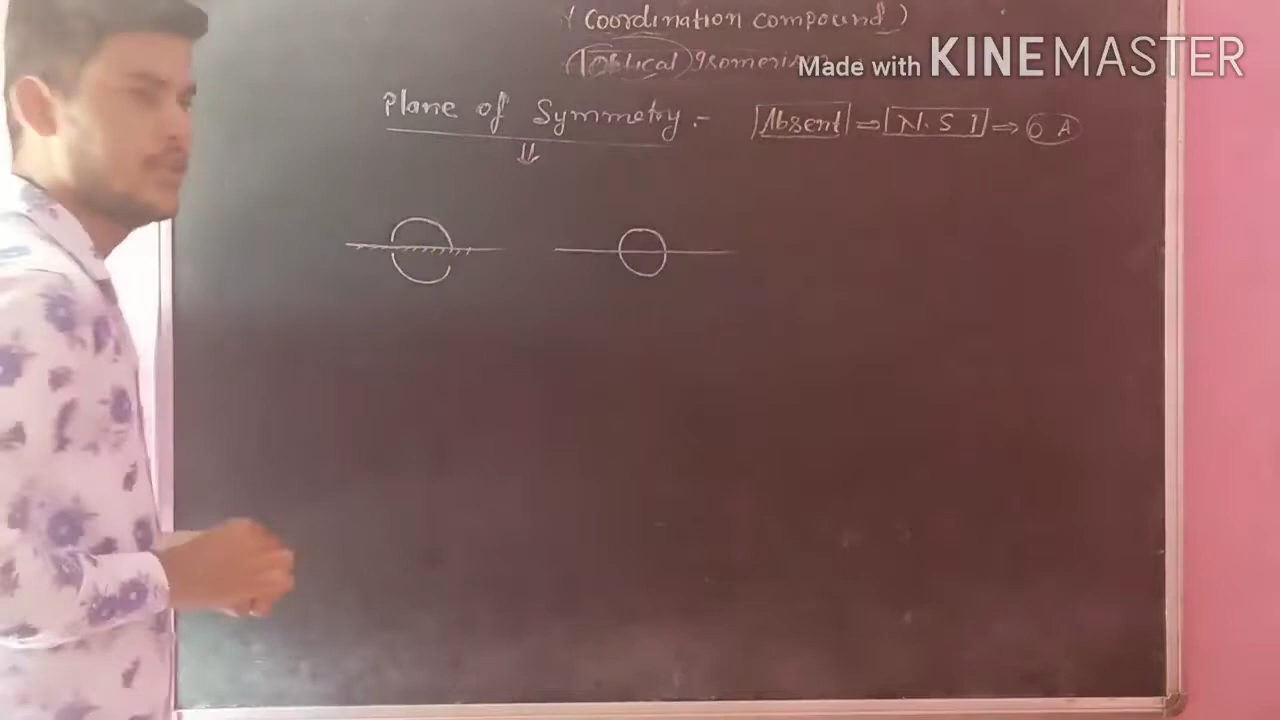 (Coordination compound)
(Optical) Isomerism
Made with KINEMASTER
Plane of Symmetry :- Absent ⇒ N.S I ⇒ O A
⇓